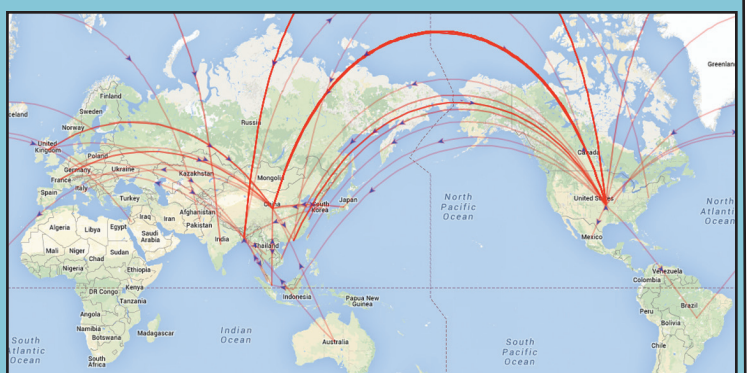 Greenlan
celand
Finland
Sweden
Norway
Russia
Canada
United
Kingdom
Poland
Germany
Ukraine
France
Kazakhstan
Mongolia
Italy
Spain
Turkey
Afghanistan
Iraq
Iran
Pakistan
China
South
Korea
Japan
North
Pacific
Ocean
United States
North
Atlantic
Ocean
Algeria
Libya
Egypt
Saudi
Arabia
India
Thailand
Mexico
Mali
Niger
Chad
Sudan
Nigeria
Ethiopia
Venezuela
Colombia
DR Congo
Kenya
Tanzania
Indonesia
Papua New
Guinea
Peru
Brazil
Bolivia
Angola
Namibia
Botswana
Madagascar
Indian
Ocean
Australia
South
Pacific
Ocean
Chile
South
Atlantic
Ocean
South
Africa